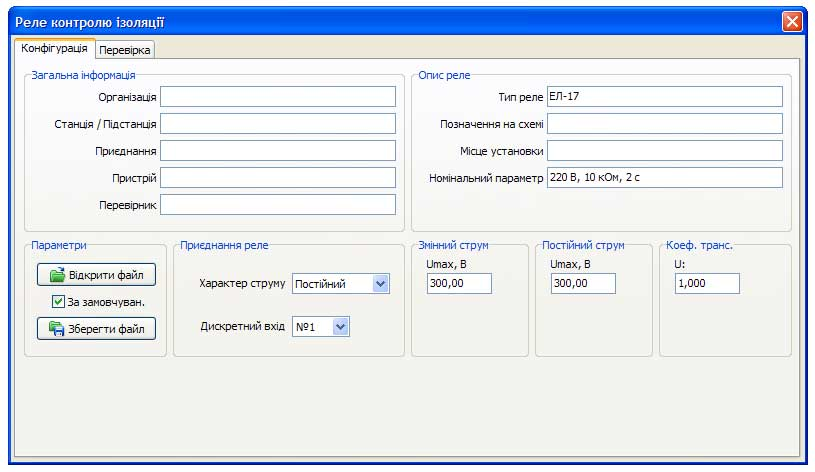 Реле контролю ізоляції
Конфігурація Перевірка
Загальна інформація
Організація
Станція / Підстанція
Приєднання
Пристрій
Перевірник
Опис реле
Тип реле ЕЛ-17
Позначення на схемі
Місце установки
Номінальний параметр 220 В, 10 кОм, 2 с
Параметри
Відкрити файл
За замовчуван.
Зберегти файл
Приєднання реле
Характер струму Постійний
Дискретний вхід №1
Змінний струм
Umax, В
300,00
Постійний струм
Umax, В
300,00
Коеф. транс.
U:
1,000